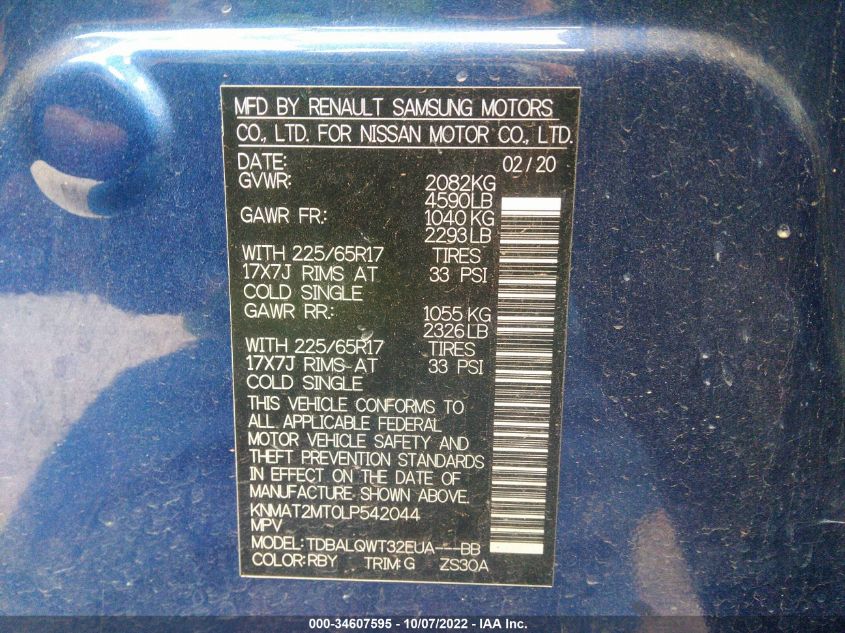 MFD BY RENAULT SAMSUNG MOTORS
CO., LTD. FOR NISSAN MOTOR CO., LTD.
DATE: 02/20
GVWR: 2082KG
4590LB
GAWR FR: 1040KG
2293LB
WITH 225/65R17 TIRES
17X7J RIMS AT 33 PSI
COLD SINGLE
GAWR RR: 1055KG
2326LB
WITH 225/65R17 TIRES
17X7J RIMS AT 33 PSI
COLD SINGLE
THIS VEHICLE CONFORMS TO
ALL APPLICABLE FEDERAL
MOTOR VEHICLE SAFETY AND
THEFT PREVENTION STANDARDS
IN EFFECT ON THE DATE OF
MANUFACTURE SHOWN ABOVE.
KNMAT2MT0LP542044
MPV
MODEL: TDBALQWT32EUA---BB
COLOR:RBY TRIM:G ZS30A
000-34607595 - 10/07/2022 - IAA Inc.